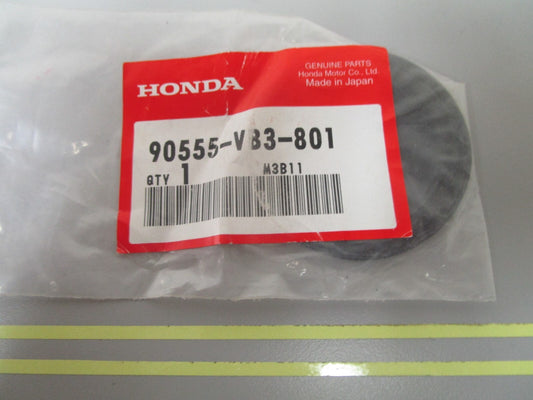 HONDA
GENUINE PARTS
Honda Motor Co., Ltd.
Made in Japan
90555-VB3-801
QTY 1 M3B11